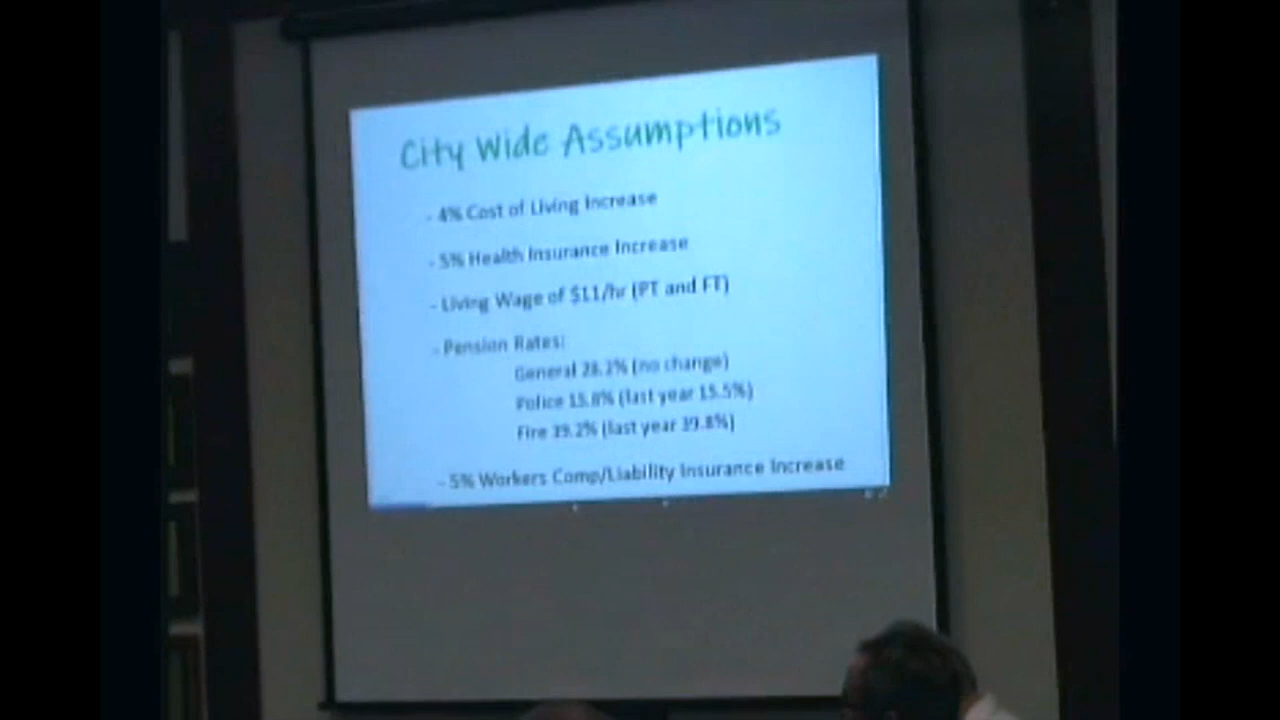 City Wide Assumptions
- 4% Cost of Living Increase
- 5% Health Insurance Increase
- Living Wage of $11/hr (PT and FT)
- Pension Rates:
General (no change)
Police 15.8% (last year 15.5%)
Fire 39.2% (last year 39.8%)
- 5% Workers Comp/Liability Insurance Increase